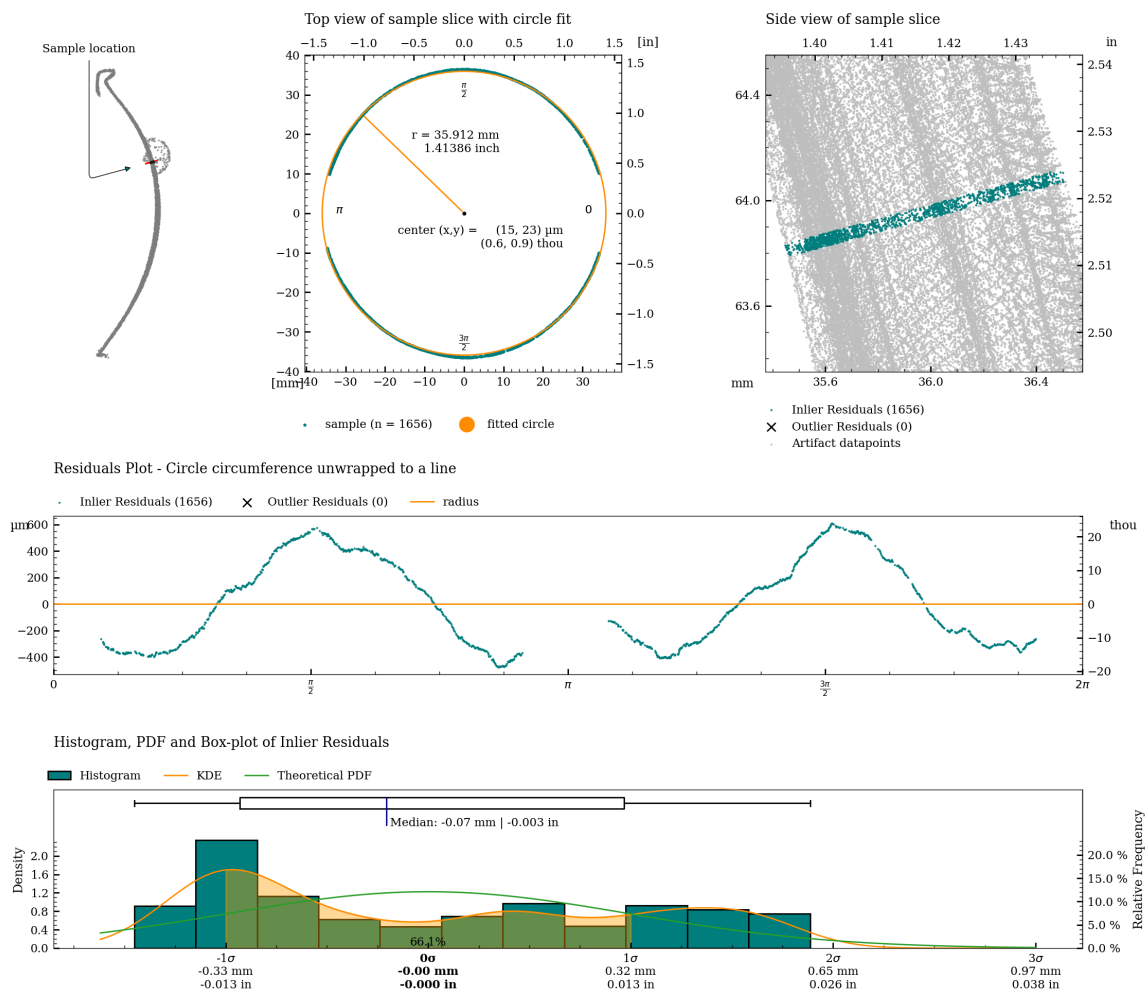 Sample location
Top view of sample slice with circle fit
−1.5 −1.0 −0.5 0.0 0.5 1.0 [in]
40
30
20
10
0
−10
−20
−30
−40
1.5
1.0
0.5
0.0
−0.5
−1.0
−1.5
π/2
r = 35.912 mm
1.41386 inch
π
0
center (x,y) = (15, 23) μm
(0.6, 0.9) thou
3π/2
[mm]
−40 −30 −20 −10 0 10 20 30
sample (n = 1656)
fitted circle
Side view of sample slice
1.40 1.41 1.42 1.43 in
64.4
64.0
63.6
2.54
2.53
2.52
2.51
2.50
mm 35.6 36.0 36.4
Inlier Residuals (1656)
Outlier Residuals (0)
Artifact datapoints
Residuals Plot - Circle circumference unwrapped to a line
Inlier Residuals (1656)
Outlier Residuals (0)
radius
μm
600
400
200
0
−200
−400
thou
20
10
0
−10
−20
0 π/2 π 3π/2 2π
Histogram, PDF and Box-plot of Inlier Residuals
Histogram
KDE
Theoretical PDF
Median: -0.07 mm | -0.003 in
Density
2.0
1.6
1.2
0.8
0.4
0.0
Relative Frequency
20.0 %
15.0 %
10.0 %
5.0 %
0.0 %
66.1%
-1σ 0σ 1σ 2σ 3σ
-0.33 mm -0.00 mm 0.32 mm 0.65 mm 0.97 mm
-0.013 in -0.000 in 0.013 in 0.026 in 0.038 in